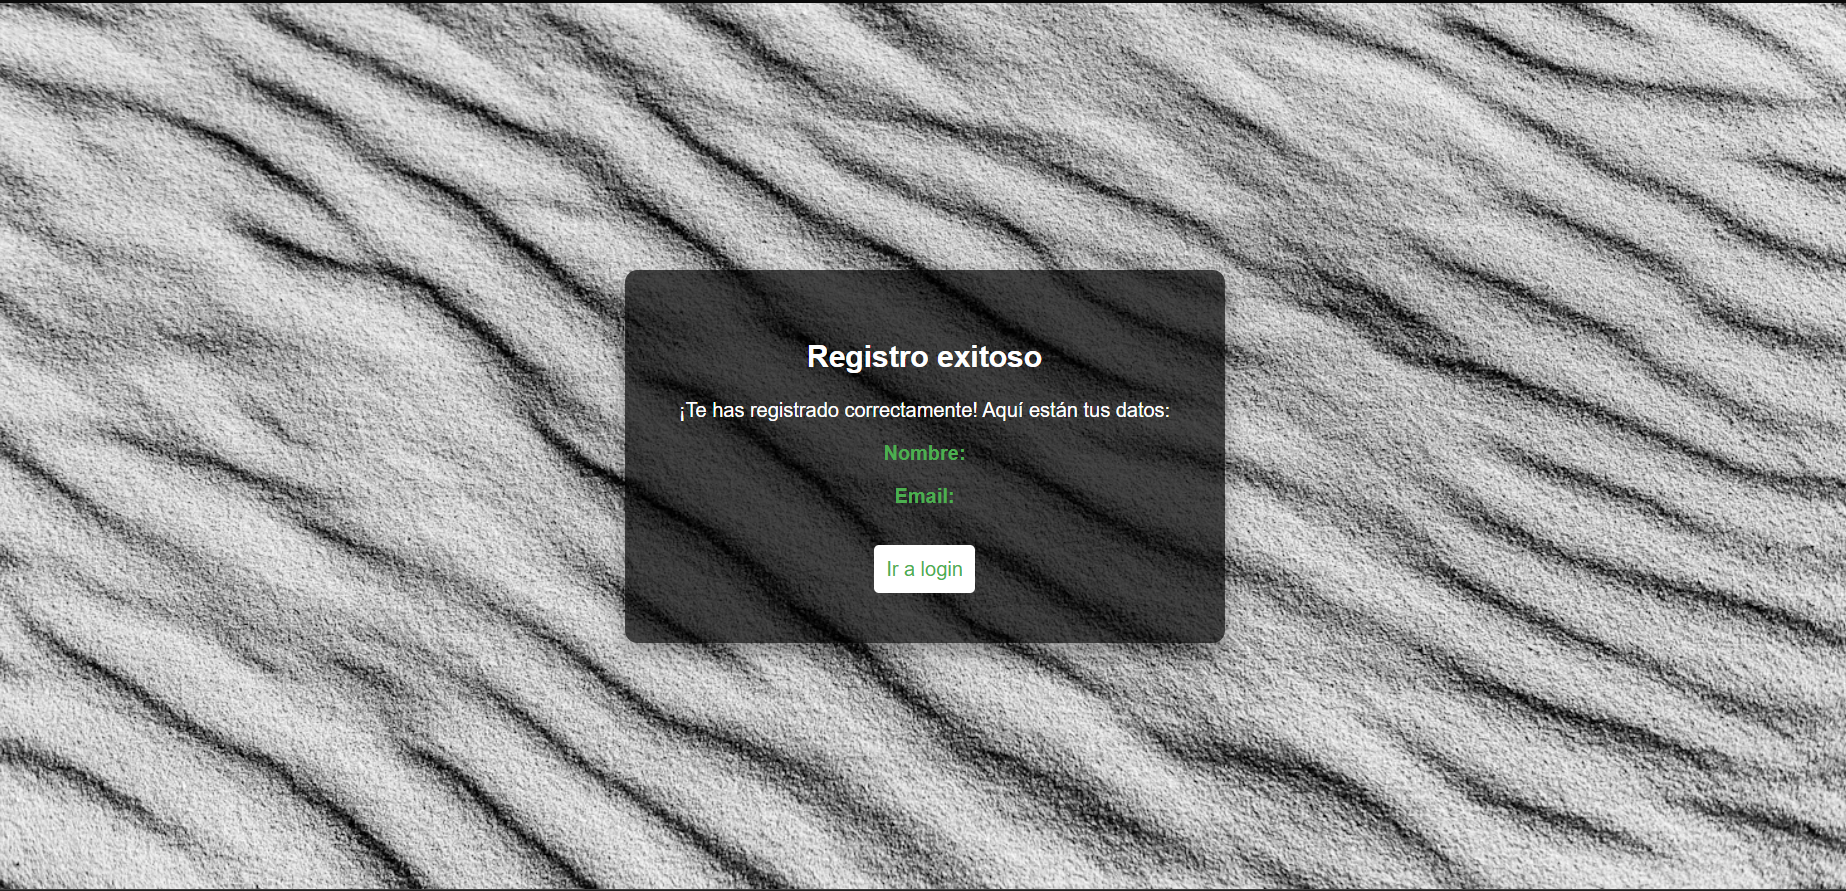 Registro exitoso
¡Te has registrado correctamente! Aquí están tus datos:
Nombre:
Email:
Ir a login